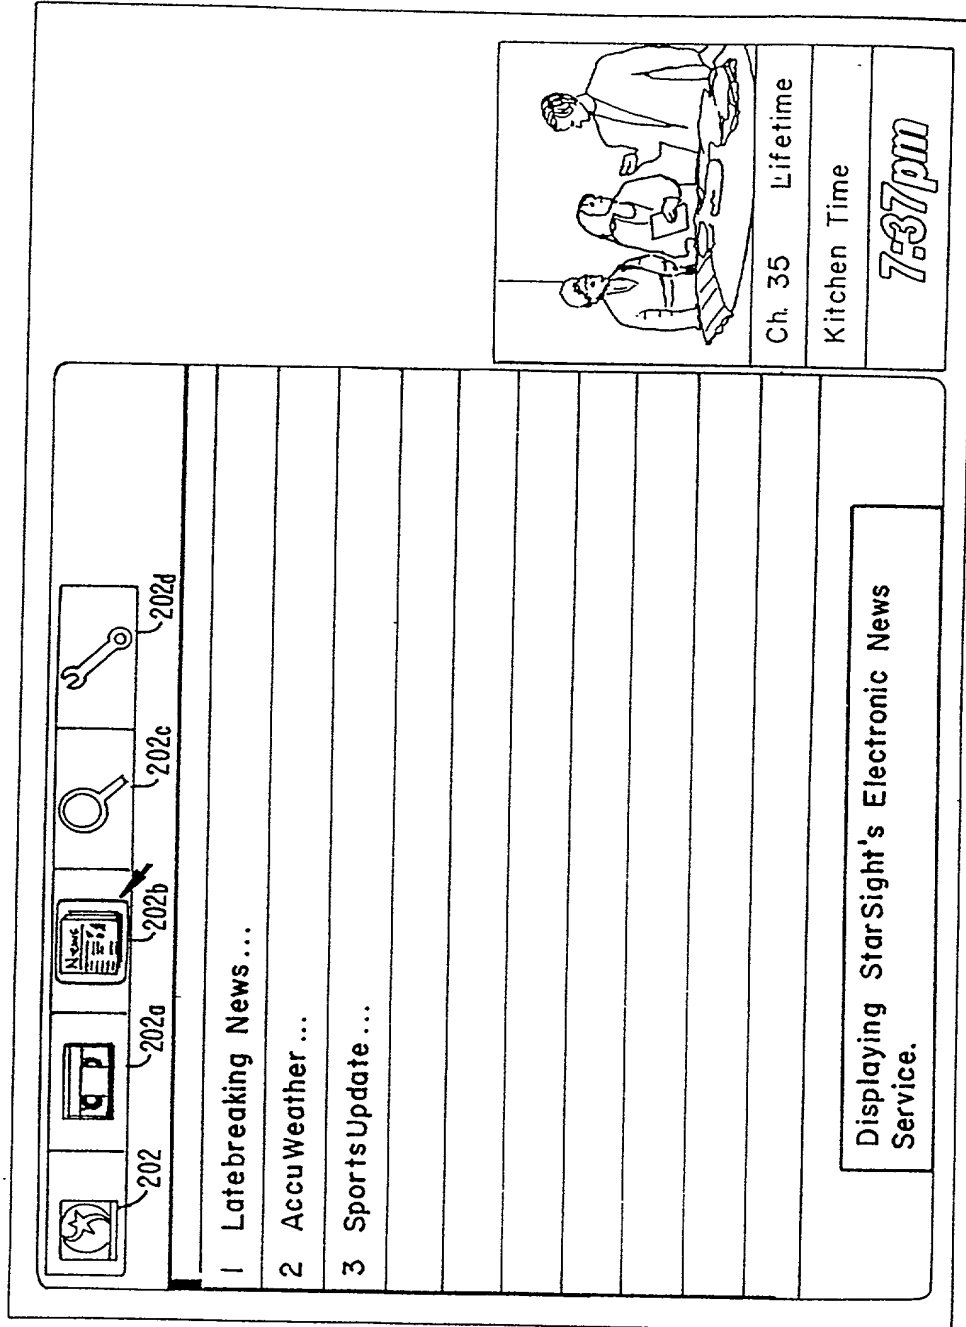 202
202a
News
202b
202c
202d
1 Latebreaking News...
2 AccuWeather...
3 SportsUpdate...
Displaying StarSight's Electronic News
Service.
Ch. 35 Lifetime
Kitchen Time
7:37pm